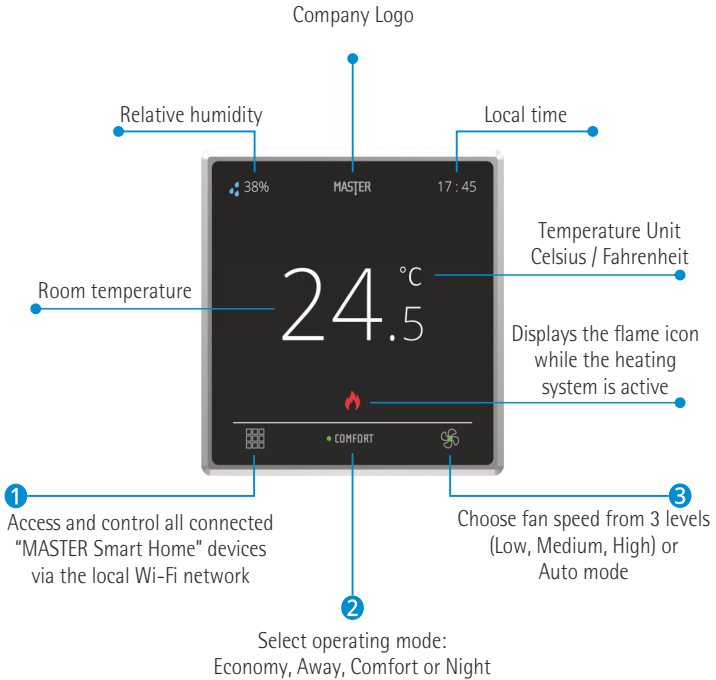 Company Logo
Relative humidity
Local time
38%
MASTER
17 : 45
Temperature Unit
Celsius / Fahrenheit
°C
Room temperature
24.5
Displays the flame icon
while the heating
system is active
COMFORT
1
Access and control all connected
“MASTER Smart Home” devices
via the local Wi-Fi network
3
Choose fan speed from 3 levels
(Low, Medium, High) or
Auto mode
2
Select operating mode:
Economy, Away, Comfort or Night